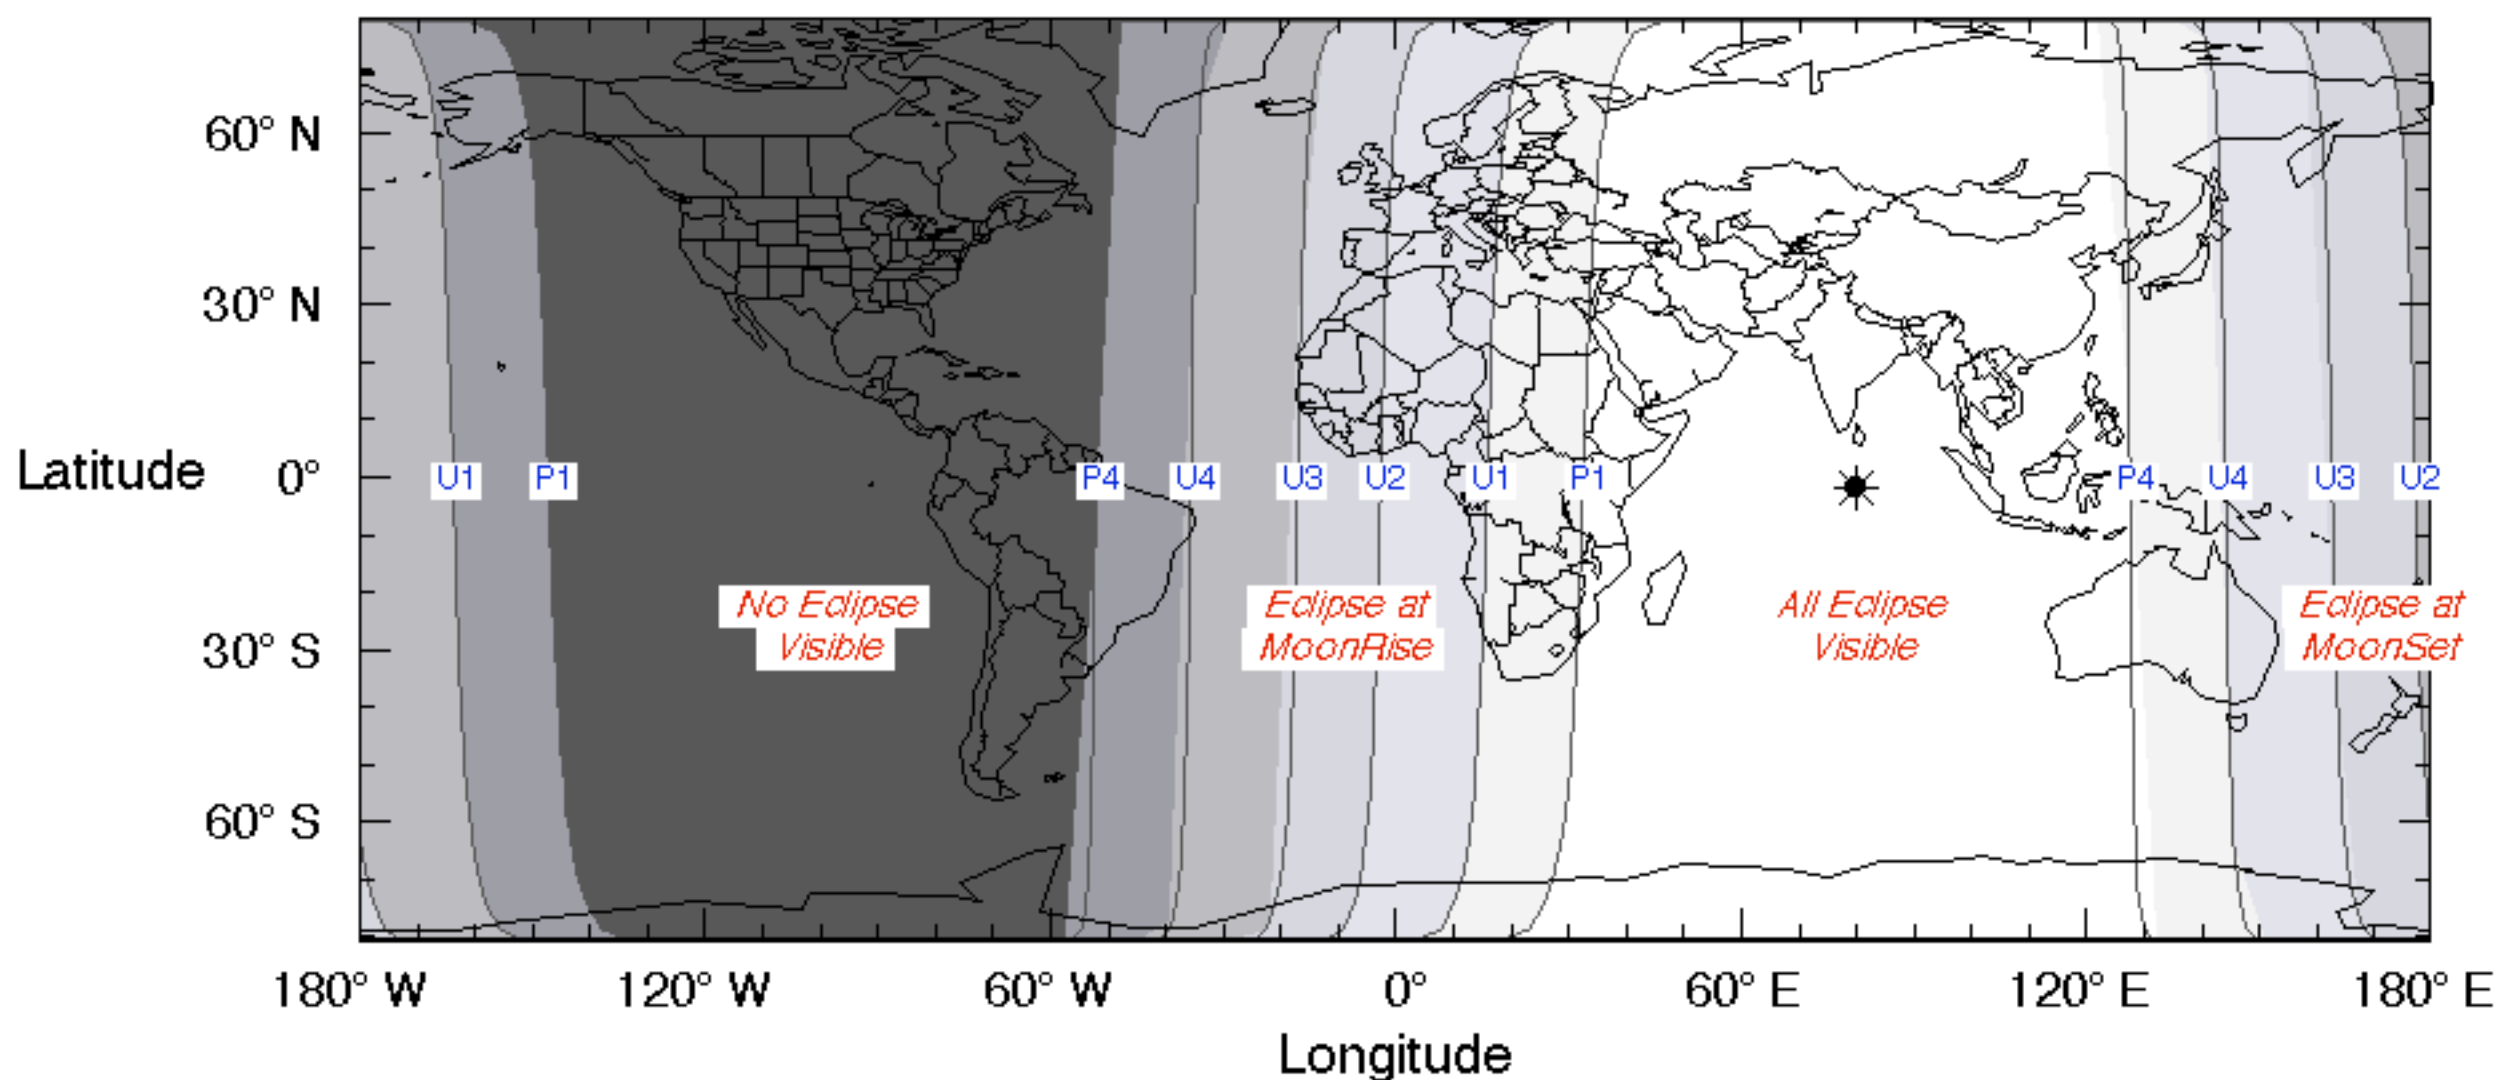 60° N
30° N
Latitude
0°
U1
P1
P4
U4
U3
U2
U1
P1
P4
U4
U3
U2
No Eclipse
Visible
Eclipse at
MoonRise
All Eclipse
Visible
Eclipse at
MoonSet
30° S
60° S
180° W
120° W
60° W
0°
60° E
120° E
180° E
Longitude